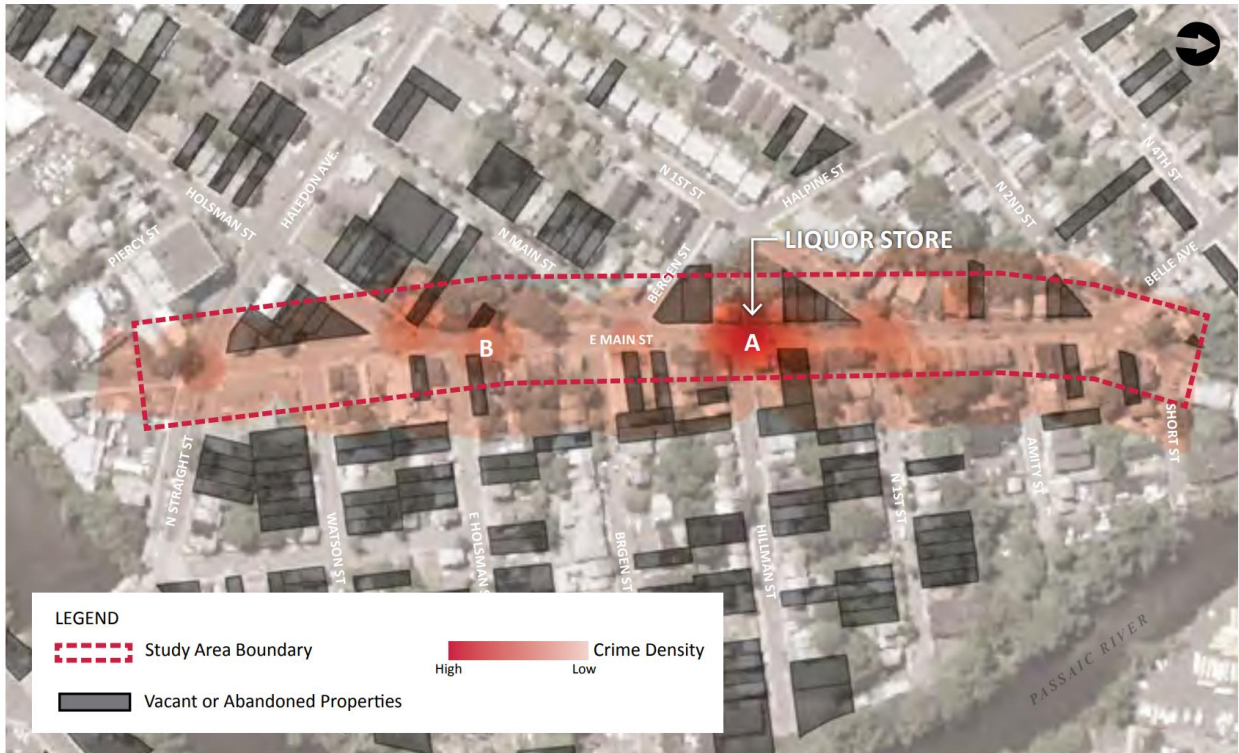 HOLSMAN ST
PIERCY ST
HALEDON AVE.
N MAIN ST
N 1ST ST
BERGEN ST
HALPINE ST
N 2ND ST
N 4TH ST
BELLE AVE
LIQUOR STORE
B
E MAIN ST
A
N STRAIGHT ST
WATSON ST
E HOLSMAN S
BRGEN ST
HILLMAN ST
N 1ST ST
AMITY ST
SHORT ST
PASSAIC RIVER
LEGEND
Study Area Boundary
Crime Density
High
Low
Vacant or Abandoned Properties